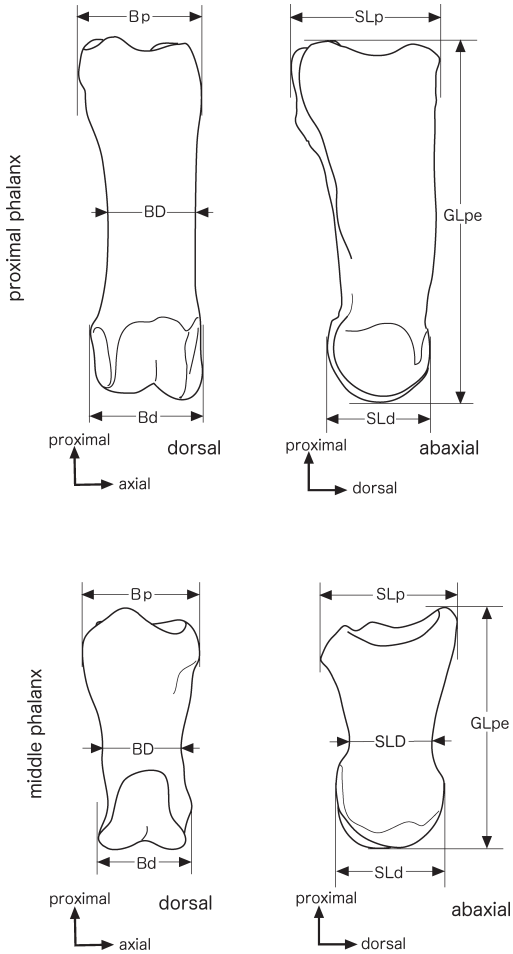 Bp
SLp
proximal phalanx
BD
GLpe
Bd
SLd
proximal
dorsal
axial
proximal
abaxial
dorsal
Bp
SLp
middle phalanx
BD
SLD
GLpe
Bd
SLd
proximal
dorsal
axial
proximal
abaxial
dorsal